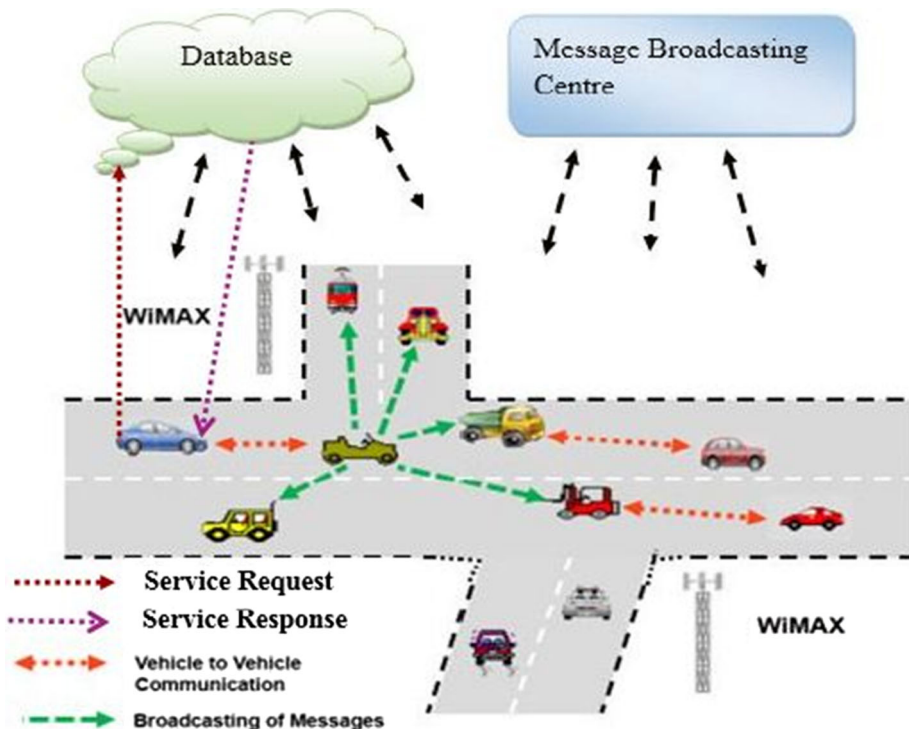 Database
Message Broadcasting
Centre
WiMAX
WiMAX
Service Request
Service Response
Vehicle to Vehicle
Communication
Broadcasting of Messages